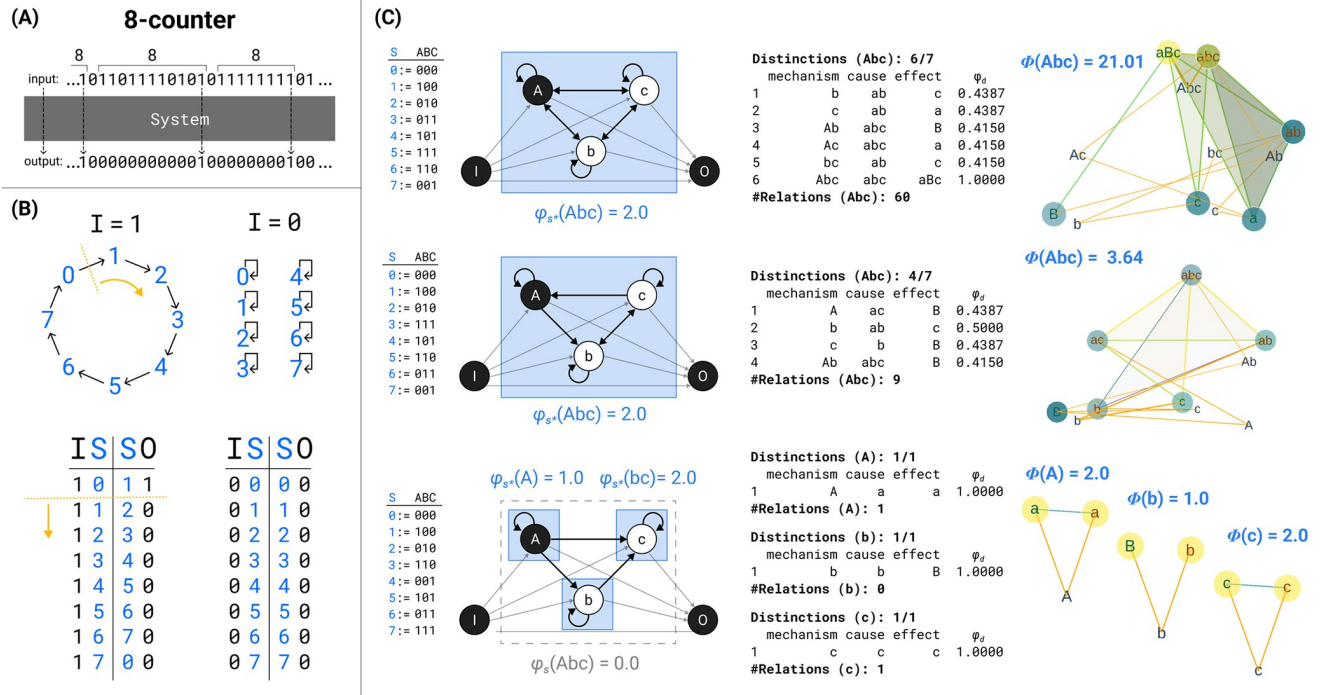 (A)
8-counter
8 8 8
input: ...101101111010101111111101 ...
System
output: ...100000000000010000000001​00 ...
(B)
I = 1
0 1 2 3 4 5 6 7
I = 0
0 4
1 5
2 6
3 7
I S S O
1 0 1 1
1 1 2 0
1 2 3 0
1 3 4 0
1 4 5 0
1 5 6 0
1 6 7 0
1 7 0 0
I S S O
0 0 0 0
0 1 1 0
0 2 2 0
0 3 3 0
0 4 4 0
0 5 5 0
0 6 6 0
0 7 7 0
(C)
S ABC
0:= 000
1:= 100
2:= 010
3:= 011
4:= 101
5:= 111
6:= 110
7:= 001
A c
b
I O
φs*(Abc) = 2.0
Distinctions (Abc): 6/7
mechanism cause effect φd
1 b ab c 0.4387
2 c ab a 0.4387
3 Ab abc B 0.4150
4 Ac abc a 0.4150
5 bc ab c 0.4150
6 Abc abc aBc 1.0000
#Relations (Abc): 60
Φ(Abc) = 21.01
aBc abc
Abc
ab
Ac bc Ab
B b c c a
S ABC
0:= 000
1:= 100
2:= 010
3:= 111
4:= 101
5:= 110
6:= 011
7:= 001
A c
b
I O
φs*(Abc) = 2.0
Distinctions (Abc): 4/7
mechanism cause effect φd
1 A ac B 0.4387
2 b ab c 0.5000
3 c b B 0.4387
4 Ab abc B 0.4150
#Relations (Abc): 9
Φ(Abc) = 3.64
abc
ac ab
Ab
B b c c
b A
S ABC
0:= 000
1:= 100
2:= 010
3:= 110
4:= 001
5:= 101
6:= 011
7:= 111
φs*(A) = 1.0 φs*(bc)= 2.0
A c
b
I O
φs(Abc) = 0.0
Distinctions (A): 1/1
mechanism cause effect φd
1 A a a 1.0000
#Relations (A): 1
Distinctions (b): 1/1
mechanism cause effect φd
1 b b B 1.0000
#Relations (b): 0
Distinctions (c): 1/1
mechanism cause effect φd
1 c c c 1.0000
#Relations (c): 1
Φ(A) = 2.0
a a
A
Φ(b) = 1.0
B b
b
Φ(c) = 2.0
c c
c